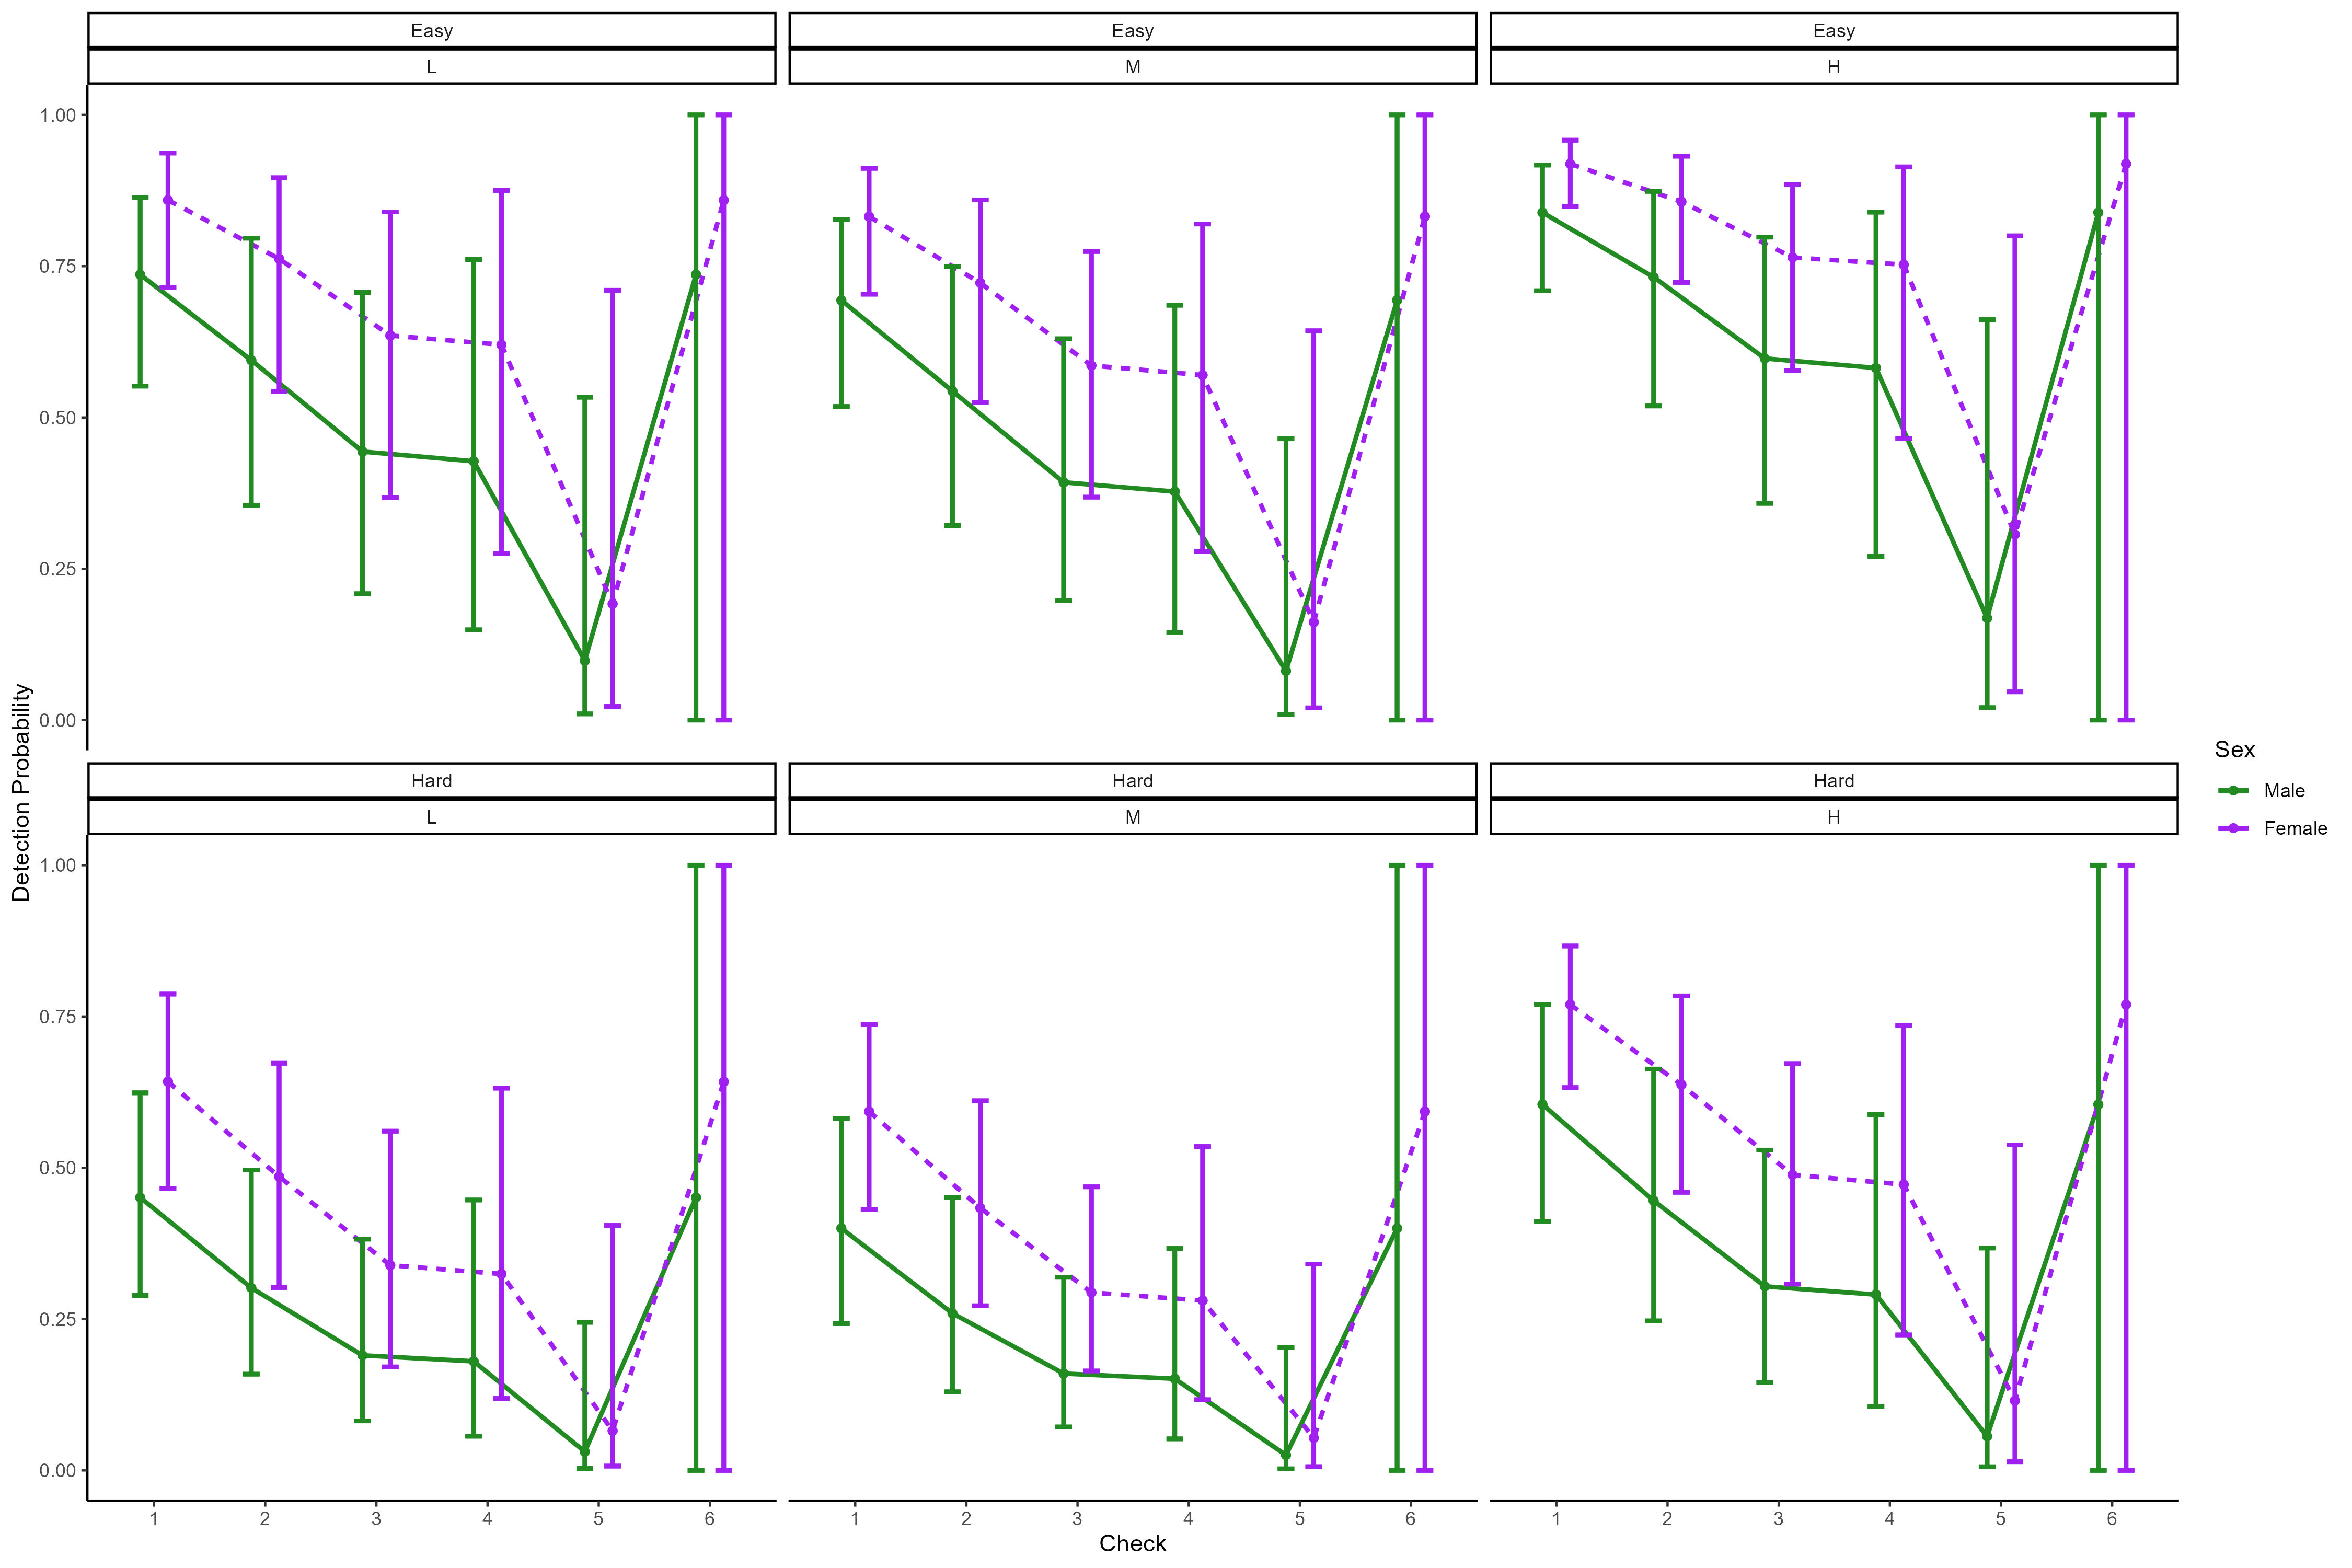 Easy
Easy
Easy
L
M
H
1.00
0.75
0.50
0.25
0.00
Hard
Hard
Hard
L
M
H
1.00
0.75
0.50
0.25
0.00
1 2 3 4 5 6
1 2 3 4 5 6
1 2 3 4 5 6
Check
Detection Probability
Sex
Male
Female